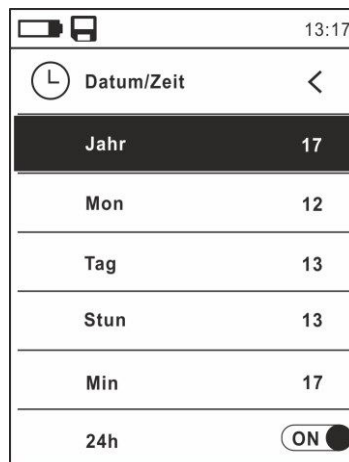 13:17
Datum/Zeit <
Jahr 17
Mon 12
Tag 13
Stun 13
Min 17
24h ON